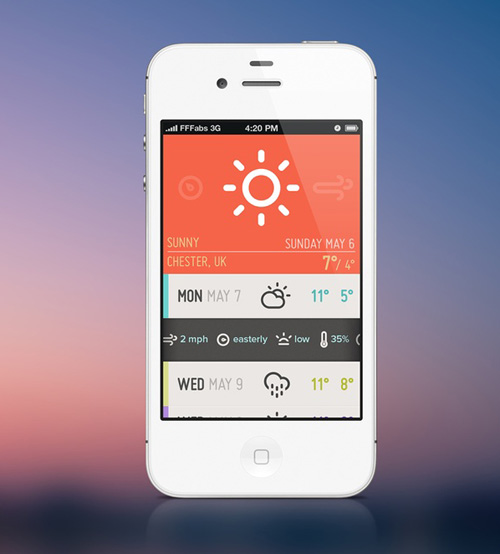 FFFabs 3G 4:20 PM
SUNNY SUNDAY MAY 6
CHESTER, UK 7°/ 4°
MON MAY 7 11° 5°
2 mph easterly low 35%
WED MAY 9 11° 8°